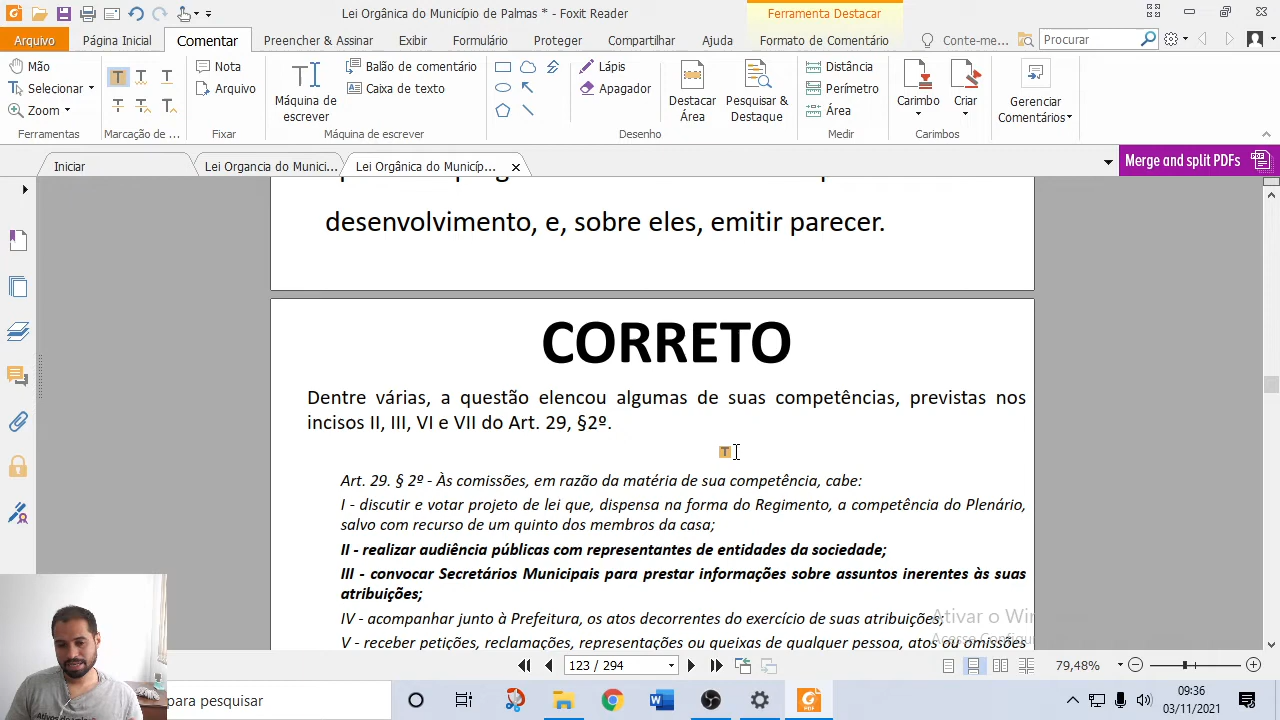 Lei Orgânica do Município de Palmas * - Foxit Reader
Ferramenta Destacar
Arquivo
Página Inicial
Comentar
Preencher & Assinar
Exibir
Formulário
Proteger
Compartilhar
Ajuda
Formato de Comentário
Conte-me...
Procurar
Mão
Selecionar
Zoom
Ferramentas
Marcação de ...
Nota
Arquivo
Fixar
Máquina de escrever
Balão de comentário
Caixa de texto
Máquina de escrever
Lápis
Apagador
Destacar Área
Pesquisar & Destaque
Desenho
Distância
Perímetro
Área
Medir
Carimbo
Criar
Carimbos
Gerenciar Comentários
Iniciar
Lei Organcia do Munici...
Lei Orgânica do Municíp...
Merge and split PDFs
desenvolvimento, e, sobre eles, emitir parecer.
CORRETO
Dentre várias, a questão elencou algumas de suas competências, previstas nos
incisos II, III, VI e VII do Art. 29, §2º.
Art. 29. § 2º - Às comissões, em razão da matéria de sua competência, cabe:
I - discutir e votar projeto de lei que, dispensa na forma do Regimento, a competência do Plenário,
salvo com recurso de um quinto dos membros da casa;
II - realizar audiência públicas com representantes de entidades da sociedade;
III - convocar Secretários Municipais para prestar informações sobre assuntos inerentes às suas
atribuições;
IV - acompanhar junto à Prefeitura, os atos decorrentes do exercício de suas atribuições;
V - receber petições, reclamações, representações ou queixas de qualquer pessoa, atos ou omissões
Ativar o Wi
123 / 294
79,48%
para pesquisar
09:36
03/11/2021